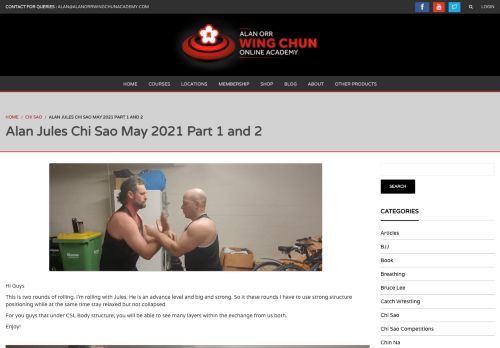 CONTACT FOR QUERIES : ALAN@ALANORRWINGCHUNACADEMY.COM
LOGIN
ALAN ORR
WING CHUN
ONLINE ACADEMY
HOME COURSES LOCATIONS MEMBERSHIP SHOP BLOG ABOUT OTHER PRODUCTS
HOME / CHI SAO / ALAN JULES CHI SAO MAY 2021 PART 1 AND 2
Alan Jules Chi Sao May 2021 Part 1 and 2
Hi Guys
This is two rounds of rolling. I'm rolling with Jules. He is an advance level and big and strong. So it these rounds I have to use strong structure
positioning while at the same time stay relaxed but not collapsed.
For you guys that under CSL Body structure, you will be able to see many layers within the exchange from us both.
Enjoy!
SEARCH
CATEGORIES
Articles
BJJ
Book
Breathing
Bruce Lee
Catch Wrestling
Chi Sao
Chi Sao Competitions
Chin Na